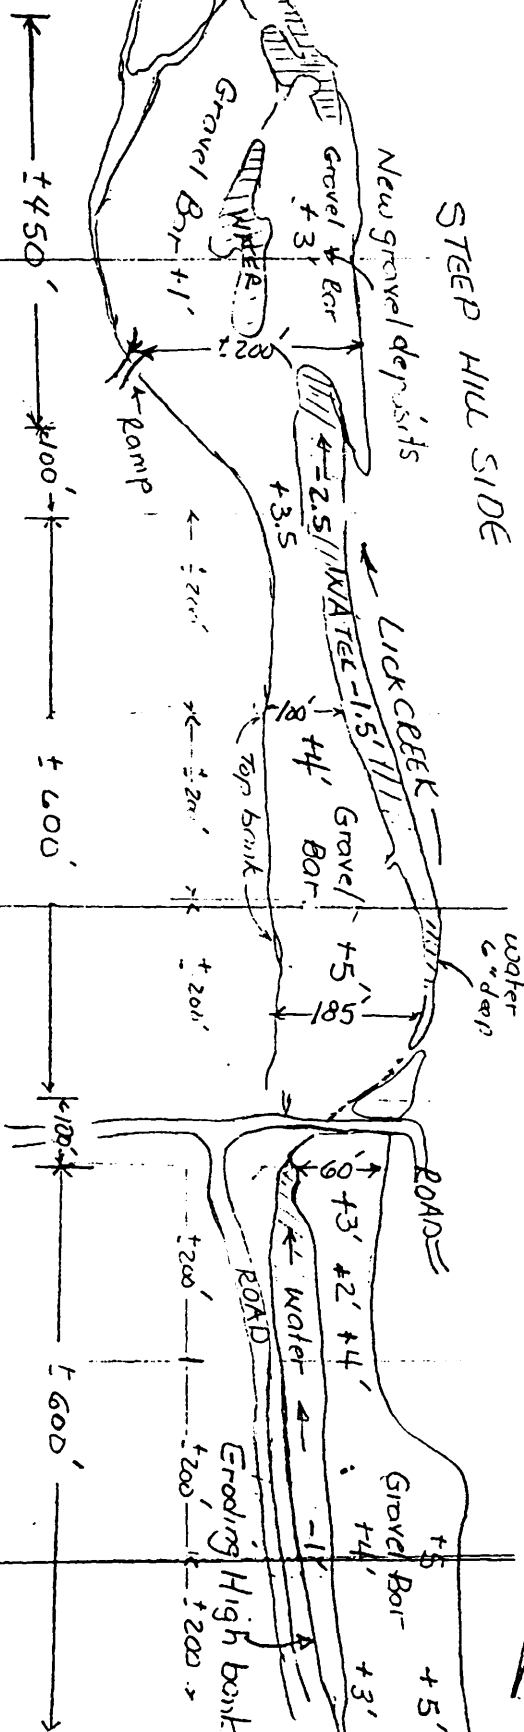 STEEP HILL SIDE
New gravel deposits
Gravel Bar
+3'
WATER
Gravel Bar +1'
±200'
Ramp
±450'
100'
-2.5
WATER -1.5'
+3.5
LICK CREEK
water
6" deep
100'
+4'
Gravel
Bar
+5'
185
Top bank
±200'
±200'
±200'
±600'
100'
ROAD
60'
+3' +2' +4'
water
ROAD
Gravel Bar
+5
+4'
+5'
+3'
-1'
Eroding High bank
±200'
±200'
±200'
±600'